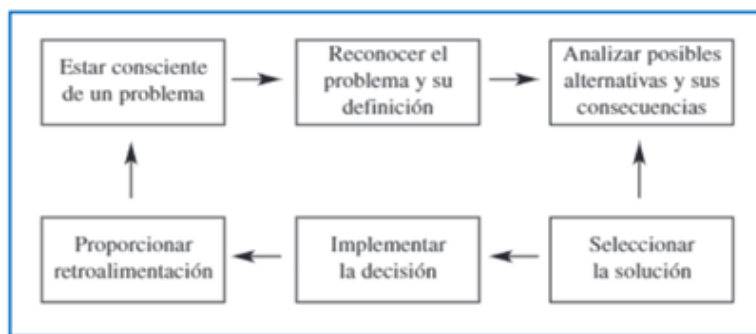 Estar consciente
de un problema
Reconocer el
problema y su
definición
Analizar posibles
alternativas y sus
consecuencias
Proporcionar
retroalimentación
Implementar
la decisión
Seleccionar
la solución